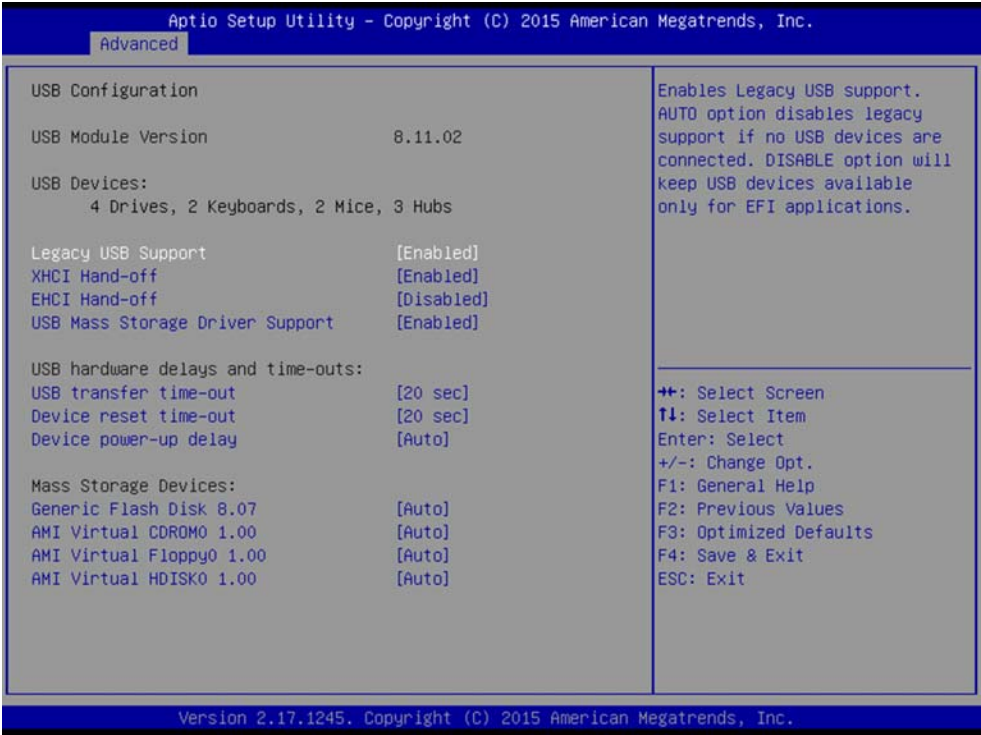 Aptio Setup Utility – Copyright (C) 2015 American Megatrends, Inc.
Advanced
USB Configuration
USB Module Version 8.11.02
USB Devices:
4 Drives, 2 Keyboards, 2 Mice, 3 Hubs
Legacy USB Support [Enabled]
XHCI Hand-off [Enabled]
EHCI Hand-off [Disabled]
USB Mass Storage Driver Support [Enabled]
USB hardware delays and time-outs:
USB transfer time-out [20 sec]
Device reset time-out [20 sec]
Device power-up delay [Auto]
Mass Storage Devices:
Generic Flash Disk 8.07 [Auto]
AMI Virtual CDROM0 1.00 [Auto]
AMI Virtual Floppy0 1.00 [Auto]
AMI Virtual HDISK0 1.00 [Auto]
Enables Legacy USB support.
AUTO option disables legacy
support if no USB devices are
connected. DISABLE option will
keep USB devices available
only for EFI applications.
→←: Select Screen
↑↓: Select Item
Enter: Select
+/-: Change Opt.
F1: General Help
F2: Previous Values
F3: Optimized Defaults
F4: Save & Exit
ESC: Exit
Version 2.17.1245. Copyright (C) 2015 American Megatrends, Inc.